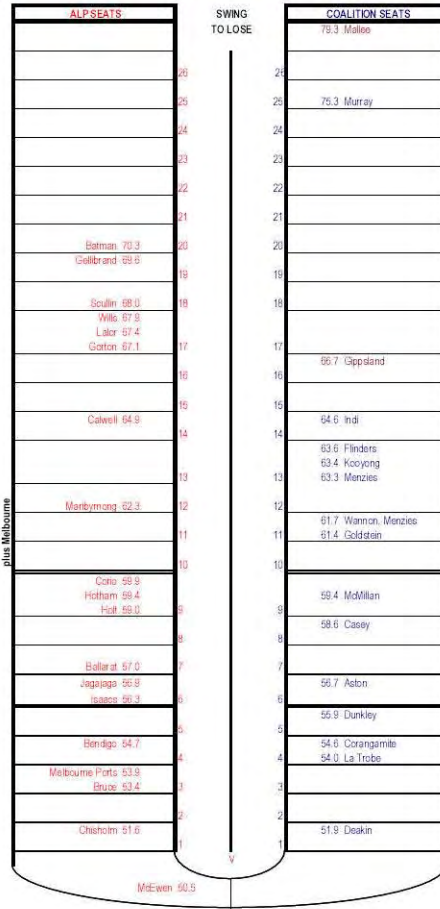 ALP SEATS SWING COALITION SEATS
TO LOSE 79.3 Mallee
26 26
25 25 75.3 Murray
24 24
23 23
22 22
21 21
Batman 70.3 20 20
Gellibrand 69.6
19 19
Scullin 68.0 18 18
Wills 67.9
Lalor 67.4
Gorton 67.1 17 17
66.7 Gippsland
16 16
15 15
Calwell 64.9 64.6 Indi
14 14
63.6 Flinders
63.4 Kooyong
13 13 63.3 Menzies
Maribyrnong 62.3 12 12
61.7 Wannon, Menzies
11 11 61.4 Goldstein
10 10
plus Melbourne
Corio 59.9
Hotham 59.4 59.4 McMillan
Holt 59.0 9 9
58.6 Casey
8 8
Ballarat 57.0 7 7
Jagajaga 56.9 56.7 Aston
Isaacs 56.3 6 6
55.9 Dunkley
5 5
Bendigo 54.7 54.6 Corangamite
4 4 54.0 La Trobe
Melbourne Ports 53.9
Bruce 53.4 3 3
2 2
Chisholm 51.6 51.9 Deakin
1 1
V
McEwen 50.5